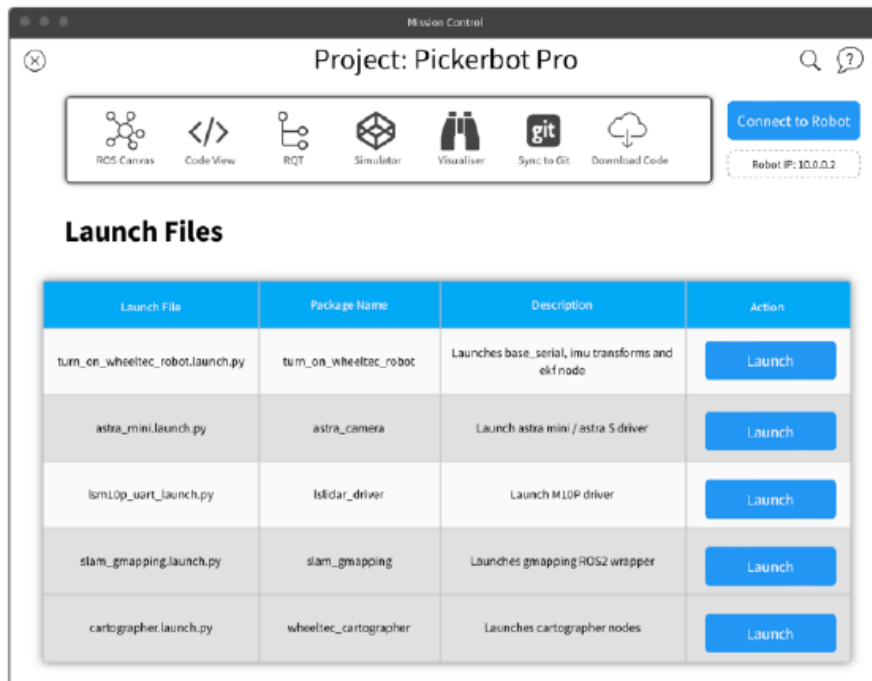 Mission Control
Project: Pickerbot Pro
?
ROS Canvas
</>
Code View
RQT
Simulator
Visualiser
git
Sync to Git
Download Code
Connect to Robot
Robot IP: 10.0.0.2
Launch Files
Launch File Package Name Description Action
turn_on_wheeltec_robot.launch.py turn_on_wheeltec_robot Launches base_serial, imu transforms and
ekf node Launch
astra_mini.launch.py astra_camera Launch astra mini / astra S driver Launch
lsm10p_uart_launch.py lslidar_driver Launch M10P driver Launch
slam_gmapping.launch.py slam_gmapping Launches gmapping ROS2 wrapper Launch
cartographer.launch.py wheeltec_cartographer Launches cartographer nodes Launch